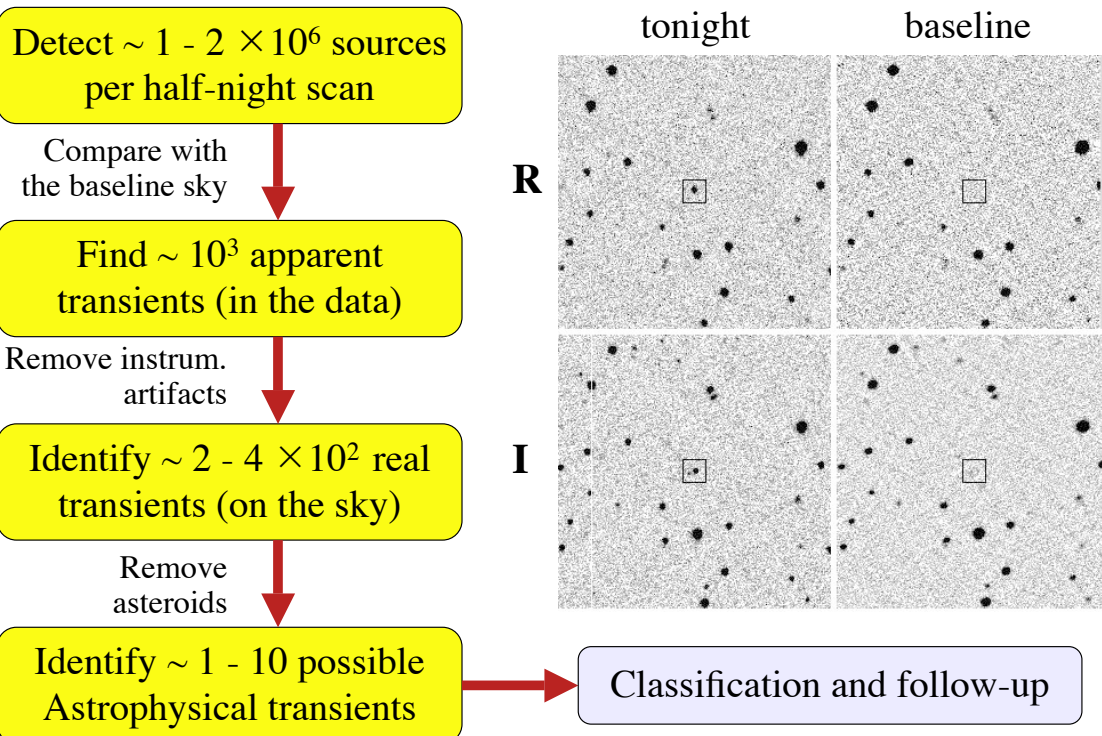 Detect ~ 1 - 2 ×10⁶ sources
per half-night scan
Compare with
the baseline sky
Find ~ 10³ apparent
transients (in the data)
Remove instrum.
artifacts
Identify ~ 2 - 4 ×10² real
transients (on the sky)
Remove
asteroids
Identify ~ 1 - 10 possible
Astrophysical transients
tonight
baseline
R
I
Classification and follow-up